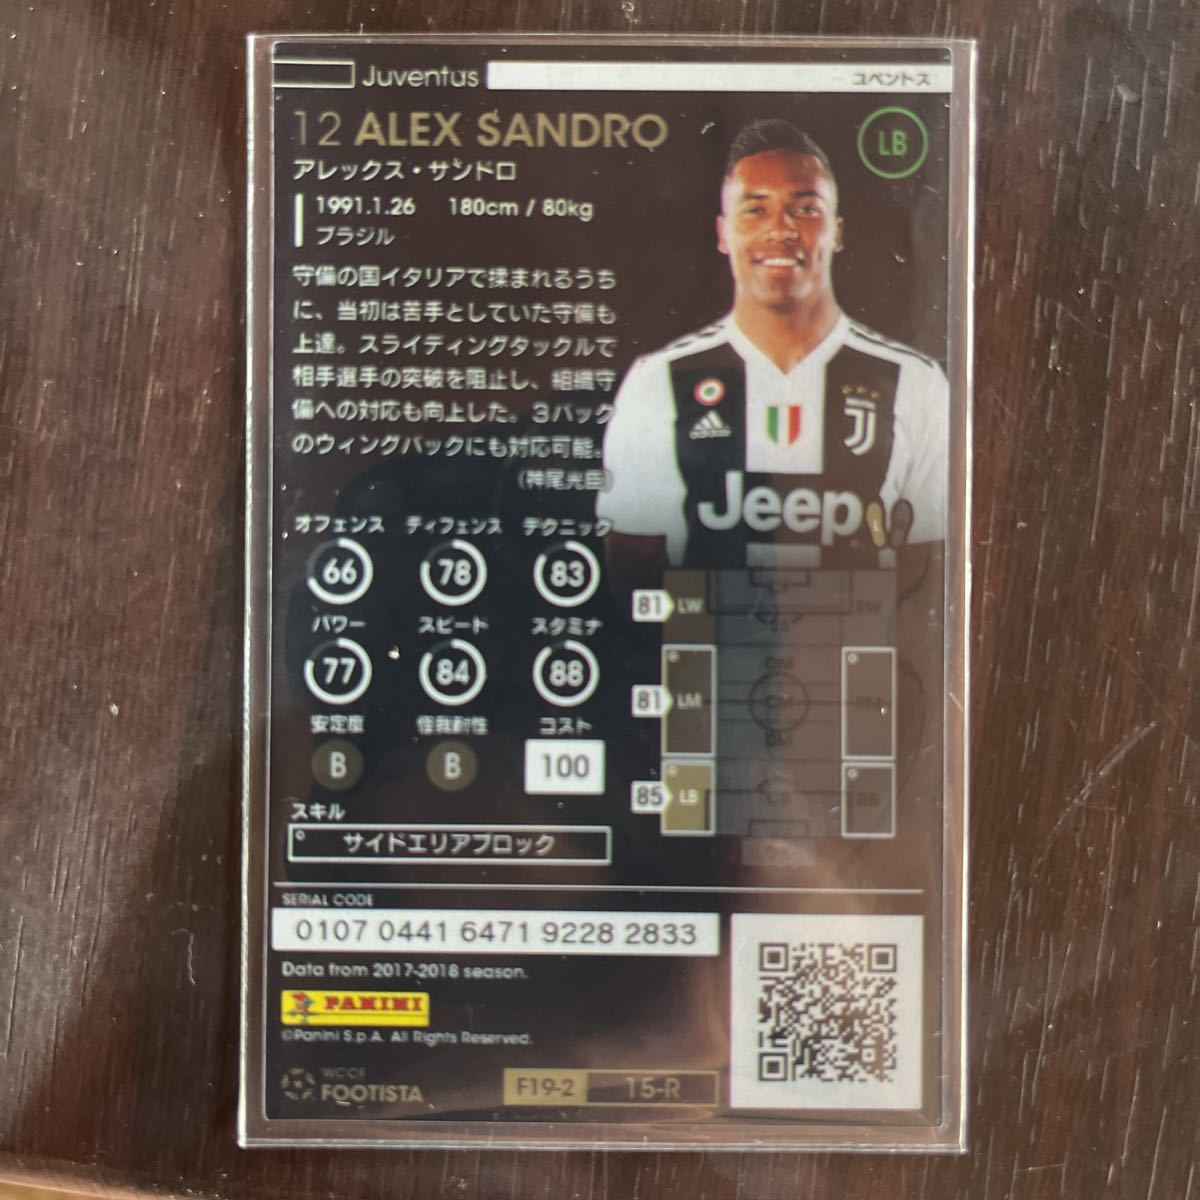 Juventus
ユベントス
12 ALEX SANDRO
LB
アレックス・サンドロ
1991.1.26 180cm / 80kg
ブラジル
守備の国イタリアで揉まれるうち
に、当初は苦手としていた守備も
上達。スライディングタックルで
相手選手の突破を阻止し、組織守
備への対応も向上した。3バック
のウィングバックにも対応可能。
(神尾光臣)
Jeep
オフェンス ディフェンス テクニック
66 78 83
パワー スピード スタミナ
77 84 88
安定度 怪我耐性 コスト
B B 100
81 LW RW
81 LM RM
85 LB CB RB
L
OM
CM
スキル
サイドエリアブロック
SERIAL CODE
0107 0441 6471 9228 2833
Data from 2017-2018 season.
PANINI
©Panini S.p.A. All Rights Reserved.
WCCF
FOOTISTA
F19-2 15-R